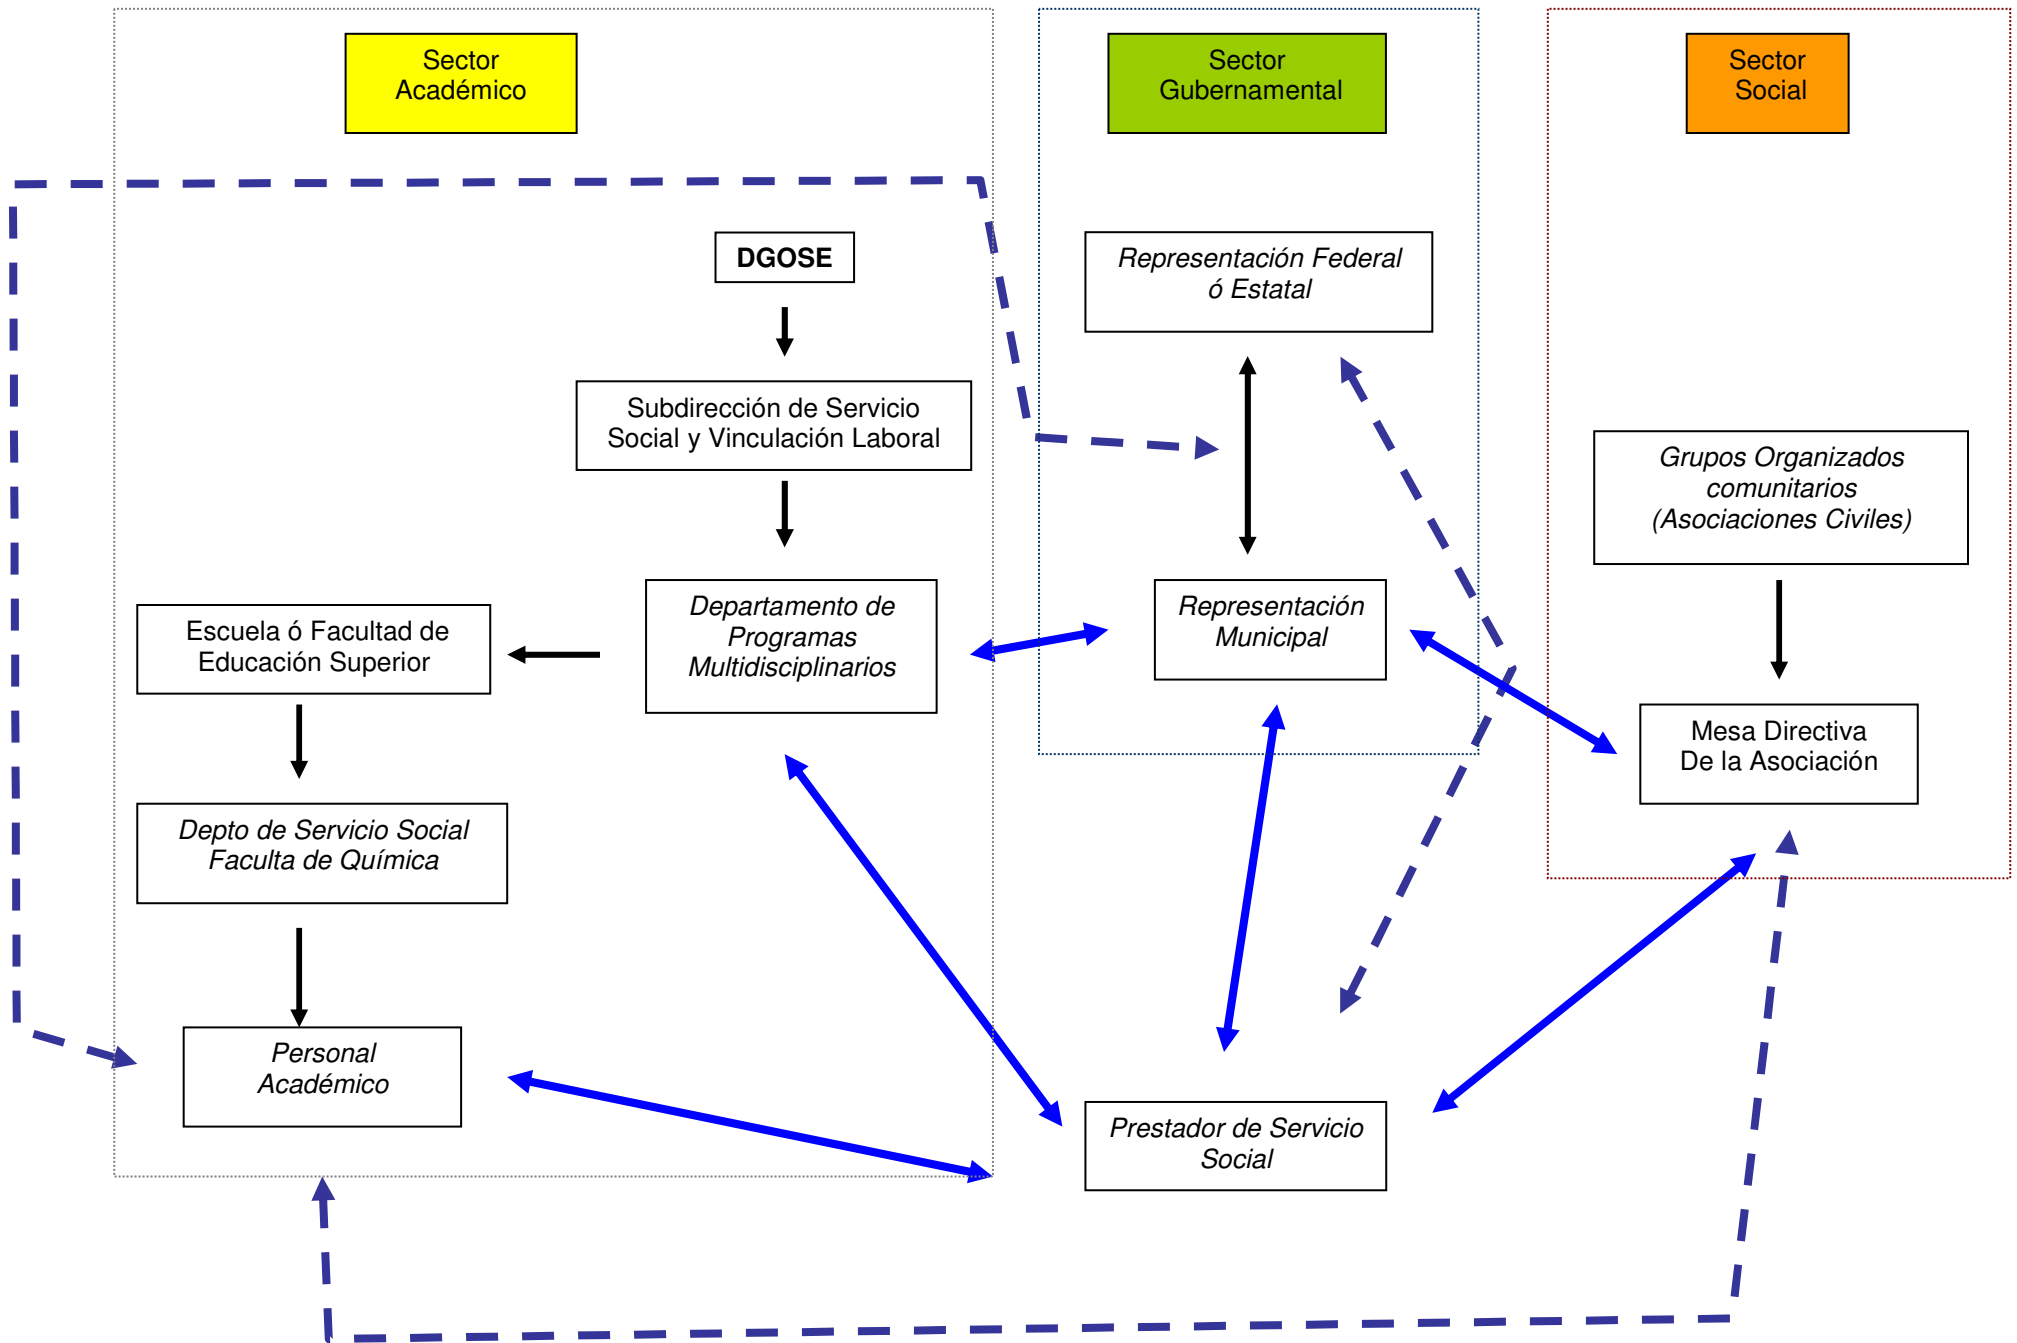 Sector
Académico
Sector
Gubernamental
Sector
Social
DGOSE
Representación Federal
ó Estatal
Subdirección de Servicio
Social y Vinculación Laboral
Grupos Organizados
comunitarios
(Asociaciones Civiles)
Escuela ó Facultad de
Educación Superior
Departamento de
Programas
Multidisciplinarios
Representación
Municipal
Mesa Directiva
De la Asociación
Depto de Servicio Social
Faculta de Química
Personal
Académico
Prestador de Servicio
Social